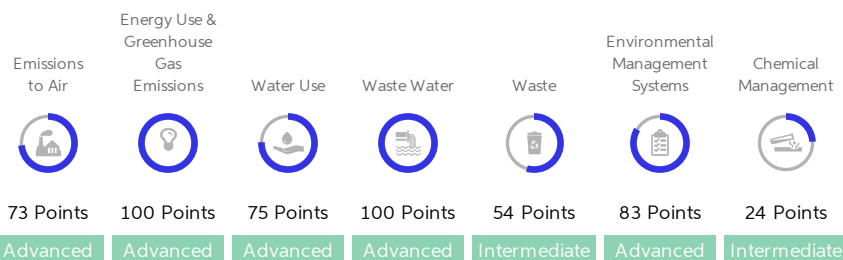 Emissions
to Air
Energy Use &
Greenhouse
Gas
Emissions
Water Use
Waste Water
Waste
Environmental
Management
Systems
Chemical
Management
73 Points
100 Points
75 Points
100 Points
54 Points
83 Points
24 Points
Advanced
Advanced
Advanced
Advanced
Intermediate
Advanced
Intermediate